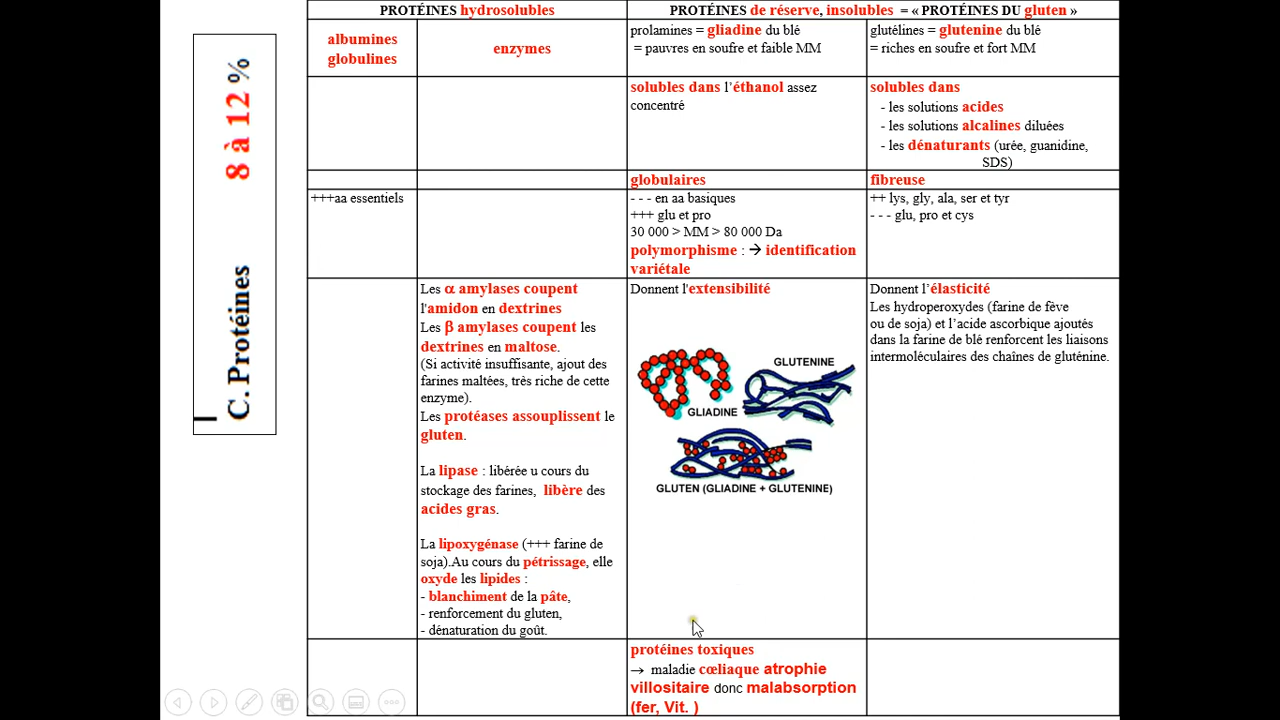 C. Protéines 8 à 12 %
PROTÉINES hydrosolubles
PROTÉINES de réserve, insolubles = « PROTÉINES DU gluten »
albumines
globulines
enzymes
prolamines = gliadine du blé
= pauvres en soufre et faible MM
glutélines = glutenine du blé
= riches en soufre et fort MM
solubles dans l'éthanol assez
concentré
solubles dans
- les solutions acides
- les solutions alcalines diluées
- les dénaturants (urée, guanidine,
SDS)
globulaires
fibreuse
+++aa essentiels
- - - en aa basiques
+++ glu et pro
30 000 > MM > 80 000 Da
polymorphisme : → identification
variétale
++ lys, gly, ala, ser et tyr
- - - glu, pro et cys
Les α amylases coupent
l'amidon en dextrines
Les β amylases coupent les
dextrines en maltose.
(Si activité insuffisante, ajout des
farines maltées, très riche de cette
enzyme).
Les protéases assouplissent le
gluten.
La lipase : libérée u cours du
stockage des farines, libère des
acides gras.
La lipoxygénase (+++ farine de
soja).Au cours du pétrissage, elle
oxyde les lipides :
- blanchiment de la pâte,
- renforcement du gluten,
- dénaturation du goût.
Donnent l'extensibilité
GLUTENINE
GLIADINE
GLUTEN (GLIADINE + GLUTENINE)
Donnent l'élasticité
Les hydroperoxydes (farine de fève
ou de soja) et l'acide ascorbique ajoutés
dans la farine de blé renforcent les liaisons
intermoléculaires des chaînes de gluténine.
protéines toxiques
→ maladie cœliaque atrophie
villositaire donc malabsorption
(fer, Vit. )